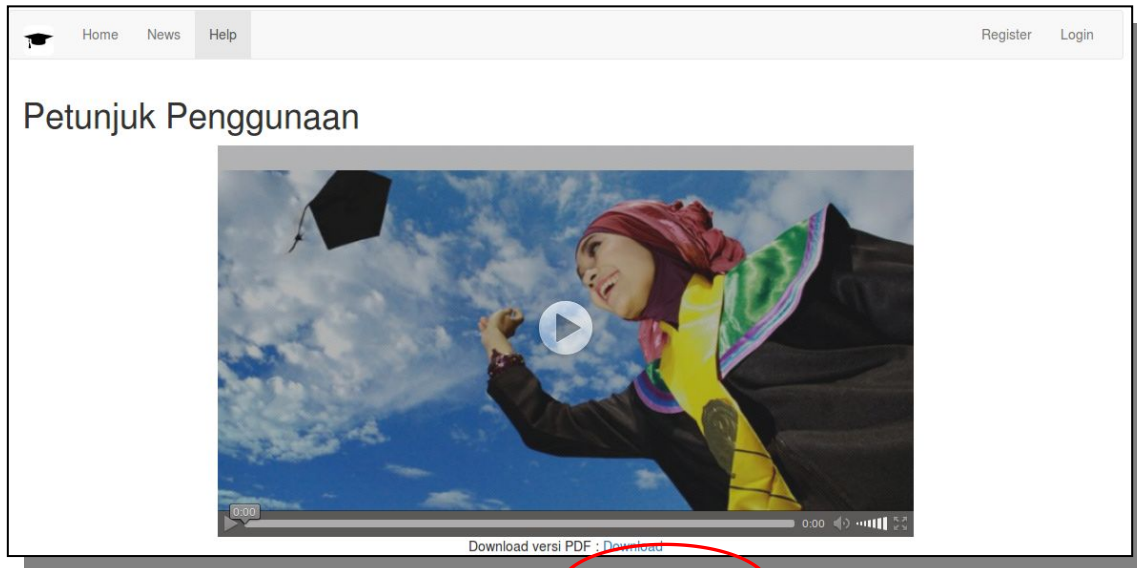 Home News Help Register Login
Petunjuk Penggunaan
0:00
0:00
Download versi PDF : Download